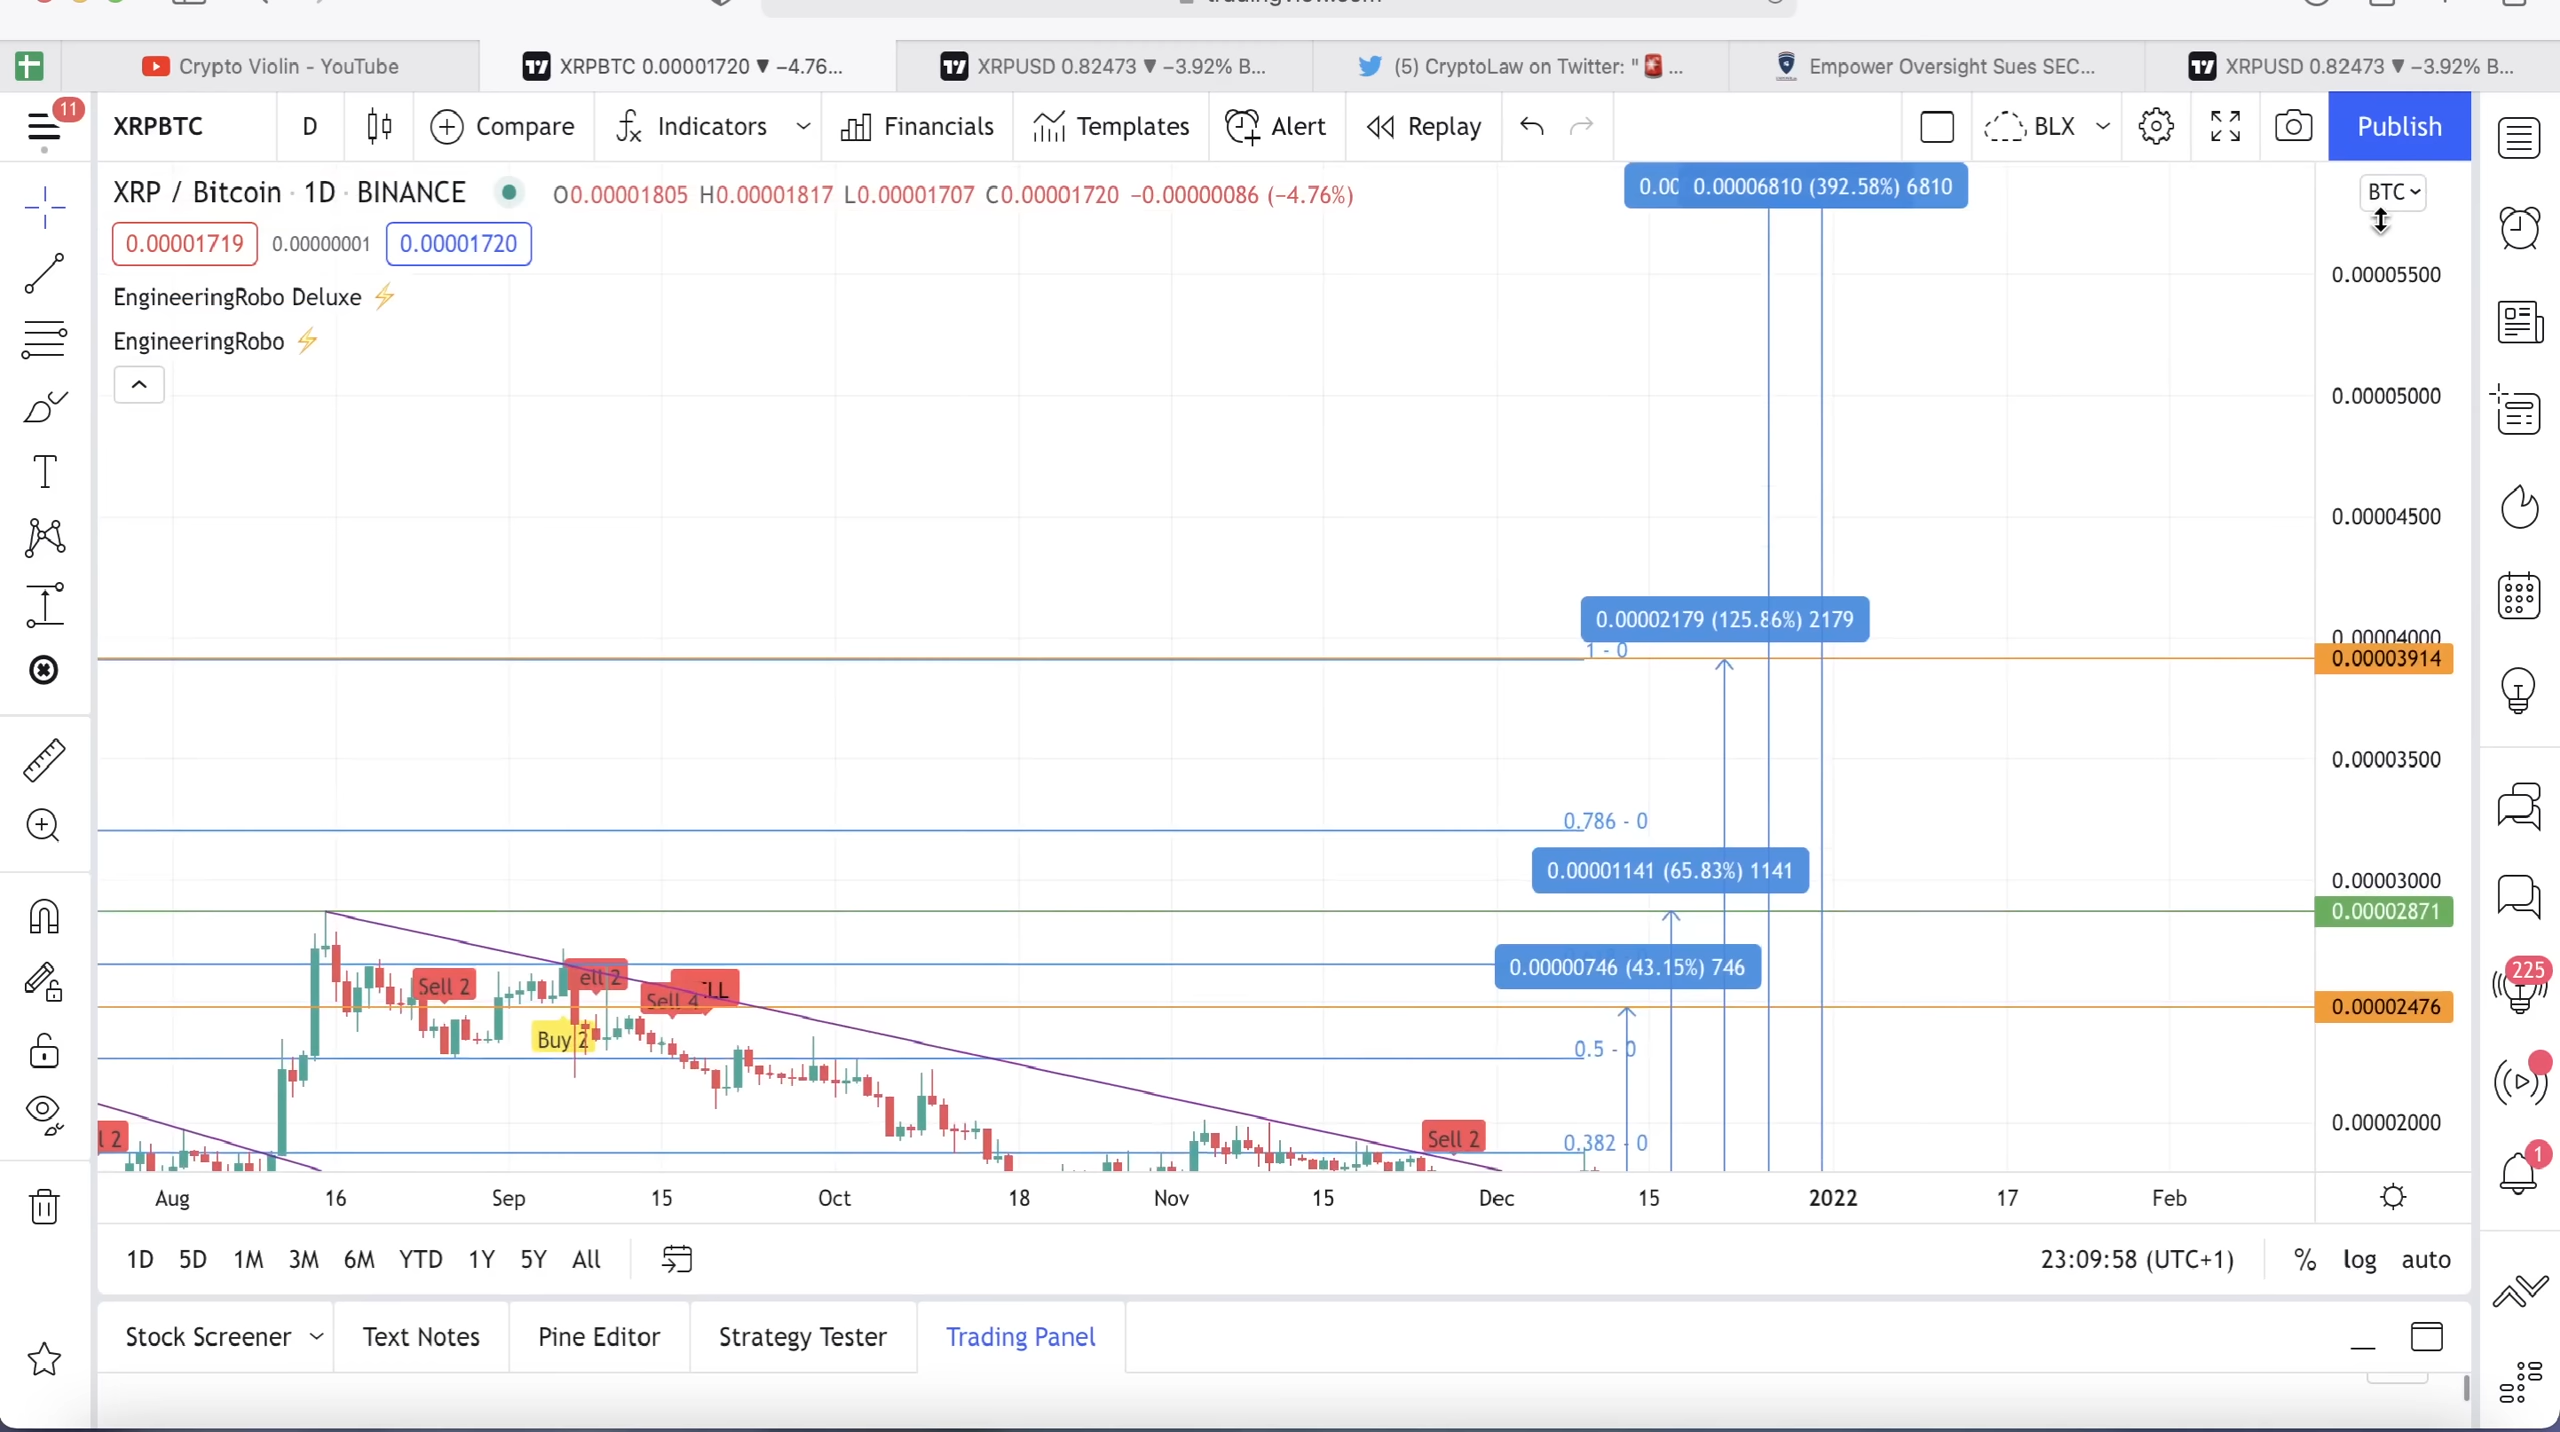 Crypto Violin - YouTube
XRPBTC 0.00001720 ▼ −4.76...
XRPUSD 0.82473 ▼ −3.92% B...
(5) CryptoLaw on Twitter: "🚨 ...
Empower Oversight Sues SEC...
XRPUSD 0.82473 ▼ −3.92% B...
11
XRPBTC
D
Compare
Indicators
Financials
Templates
Alert
Replay
BLX
Publish
XRP / Bitcoin · 1D · BINANCE
O0.00001805 H0.00001817 L0.00001707 C0.00001720 −0.00000086 (−4.76%)
0.00001719
0.00000001
0.00001720
EngineeringRobo Deluxe ⚡
EngineeringRobo ⚡
0.00
0.00006810 (392.58%) 6810
BTC
0.00005500
0.00005000
0.00004500
0.00002179 (125.86%) 2179
1 - 0
0.00004000
0.00003914
0.00003500
0.786 - 0
0.00001141 (65.83%) 1141
0.00003000
0.00002871
0.00000746 (43.15%) 746
Sell 2
ell 2
Sell 4
LL
0.00002476
Buy 2
0.5 - 0
225
l 2
Sell 2
0.382 - 0
0.00002000
1
Aug
16
Sep
15
Oct
18
Nov
15
Dec
15
2022
17
Feb
1D
5D
1M
3M
6M
YTD
1Y
5Y
All
23:09:58 (UTC+1)
%
log
auto
Stock Screener
Text Notes
Pine Editor
Strategy Tester
Trading Panel